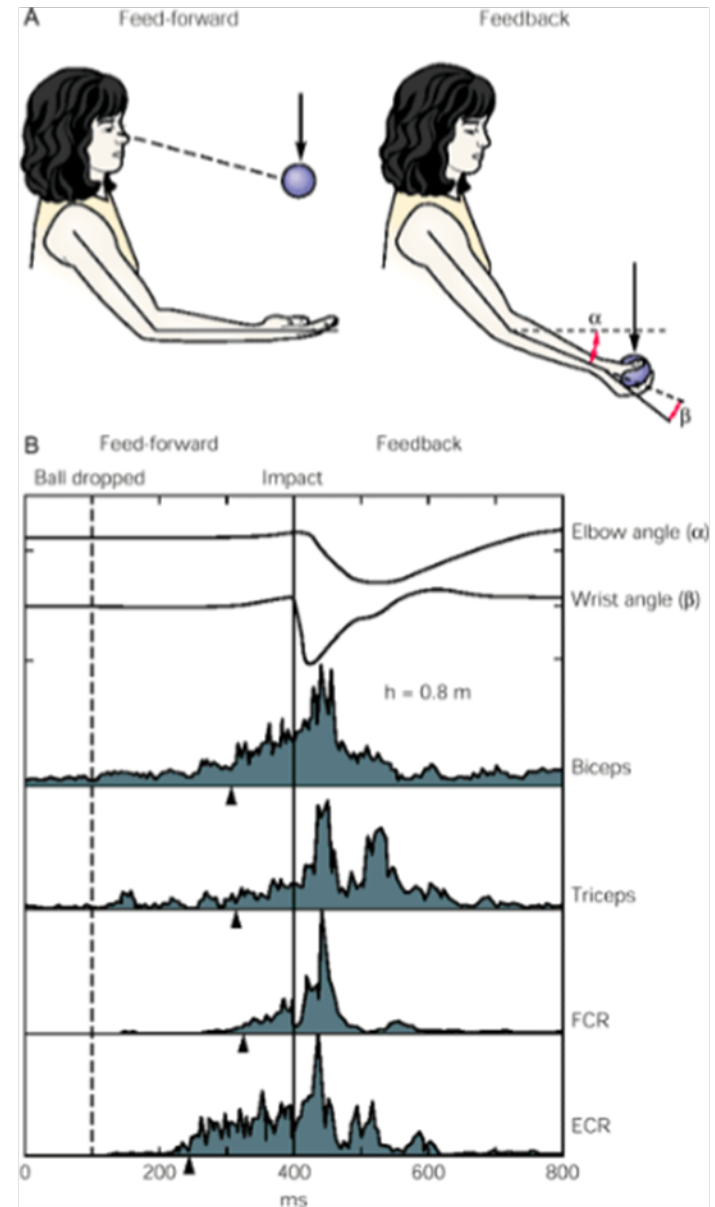 A
Feed-forward
Feedback
α
β
B
Feed-forward
Feedback
Ball dropped
Impact
Elbow angle (α)
Wrist angle (β)
h = 0.8 m
Biceps
Triceps
FCR
ECR
0 200 400 600 800
ms